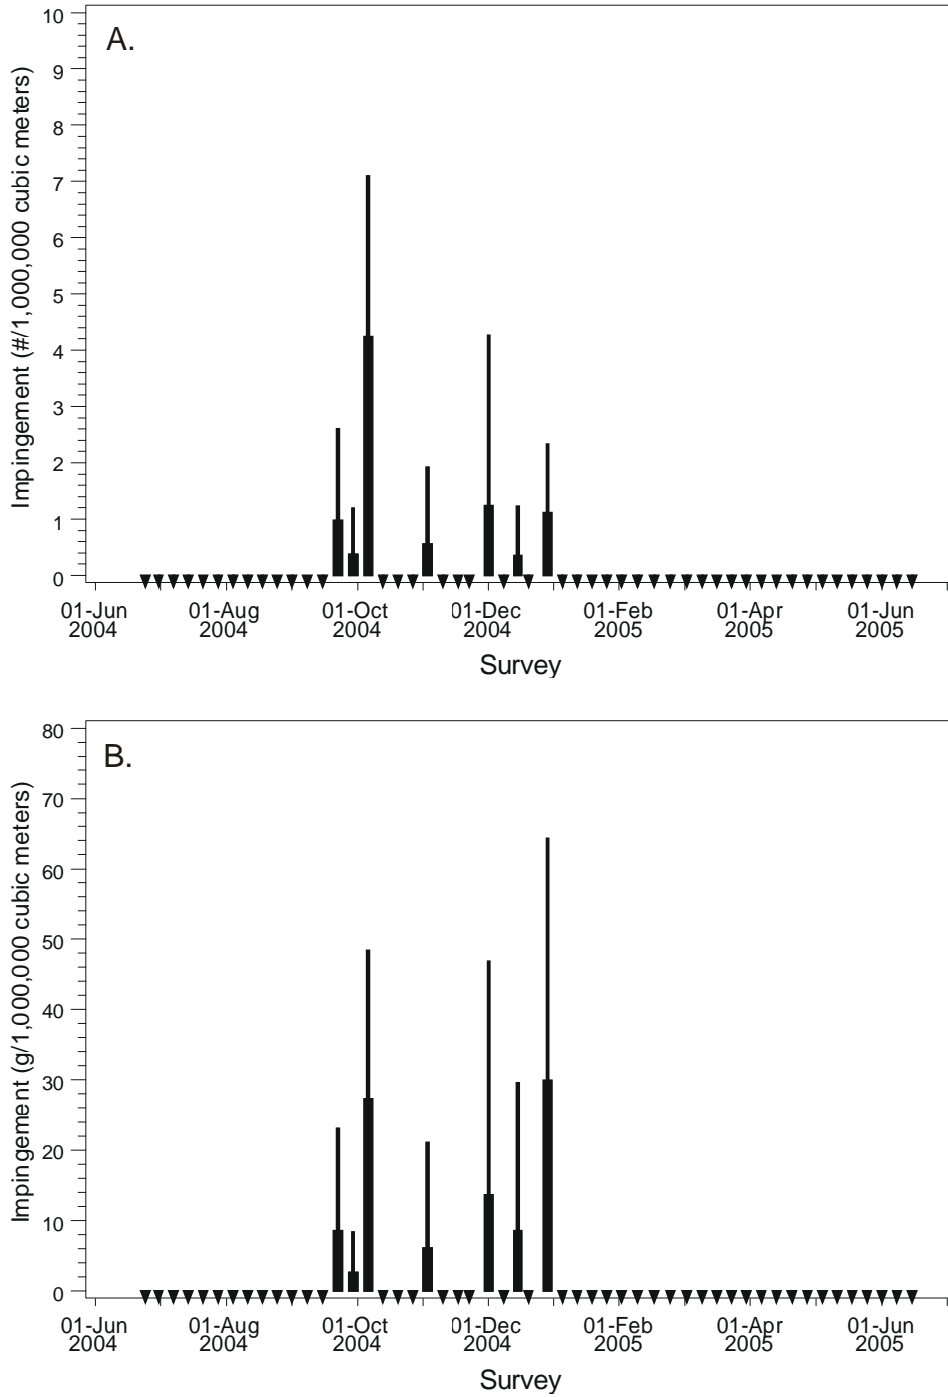 A.
Impingement (#/1,000,000 cubic meters)
10
9
8
7
6
5
4
3
2
1
0
01-Jun 01-Aug 01-Oct 01-Dec 01-Feb 01-Apr 01-Jun
2004 2004 2004 2004 2005 2005 2005
Survey
B.
Impingement (g/1,000,000 cubic meters)
80
70
60
50
40
30
20
10
0
01-Jun 01-Aug 01-Oct 01-Dec 01-Feb 01-Apr 01-Jun
2004 2004 2004 2004 2005 2005 2005
Survey